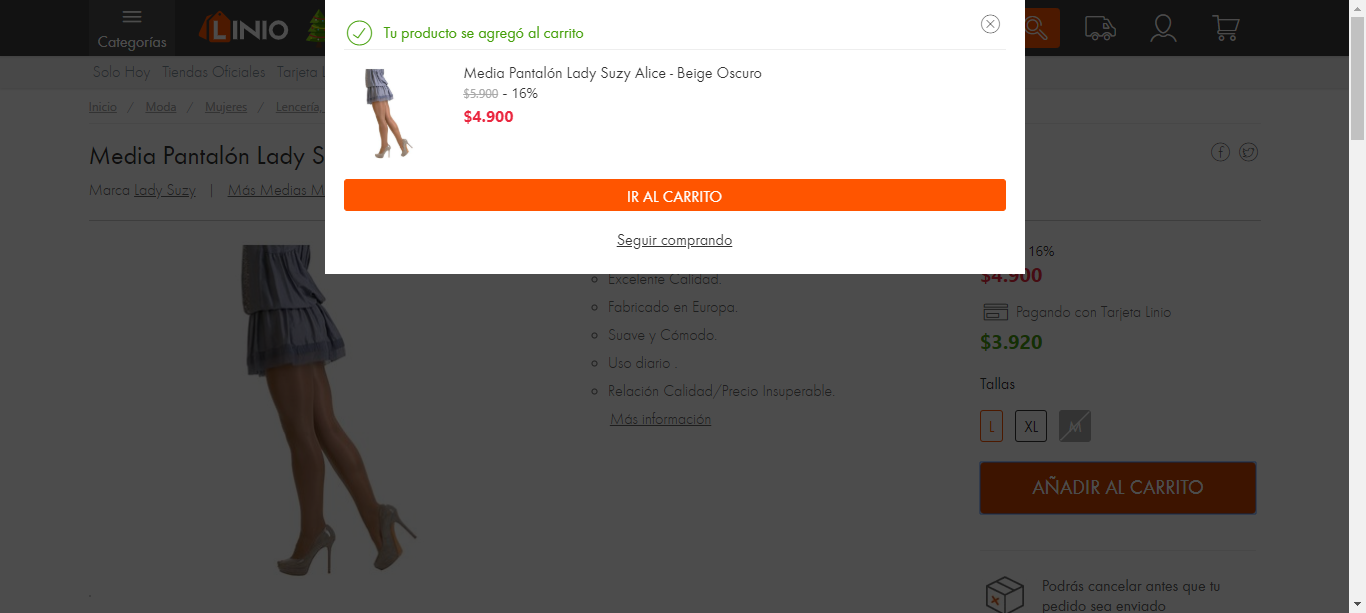 Categorías
LINIO
Solo Hoy Tiendas Oficiales Tarjeta
Inicio / Moda / Mujeres / Lencería,
Media Pantalón Lady
Marca Lady Suzy | Más Medias
Tu producto se agregó al carrito
Media Pantalón Lady Suzy Alice - Beige Oscuro
$5.900 - 16%
$4.900
IR AL CARRITO
Seguir comprando
Excelente Calidad.
Fabricado en Europa.
Suave y Cómodo.
Uso diario .
Relación Calidad/Precio Insuperable.
Más información
16%
$4.900
Pagando con Tarjeta Linio
$3.920
Tallas
L XL M
AÑADIR AL CARRITO
Podrás cancelar antes que tu
pedido sea enviado